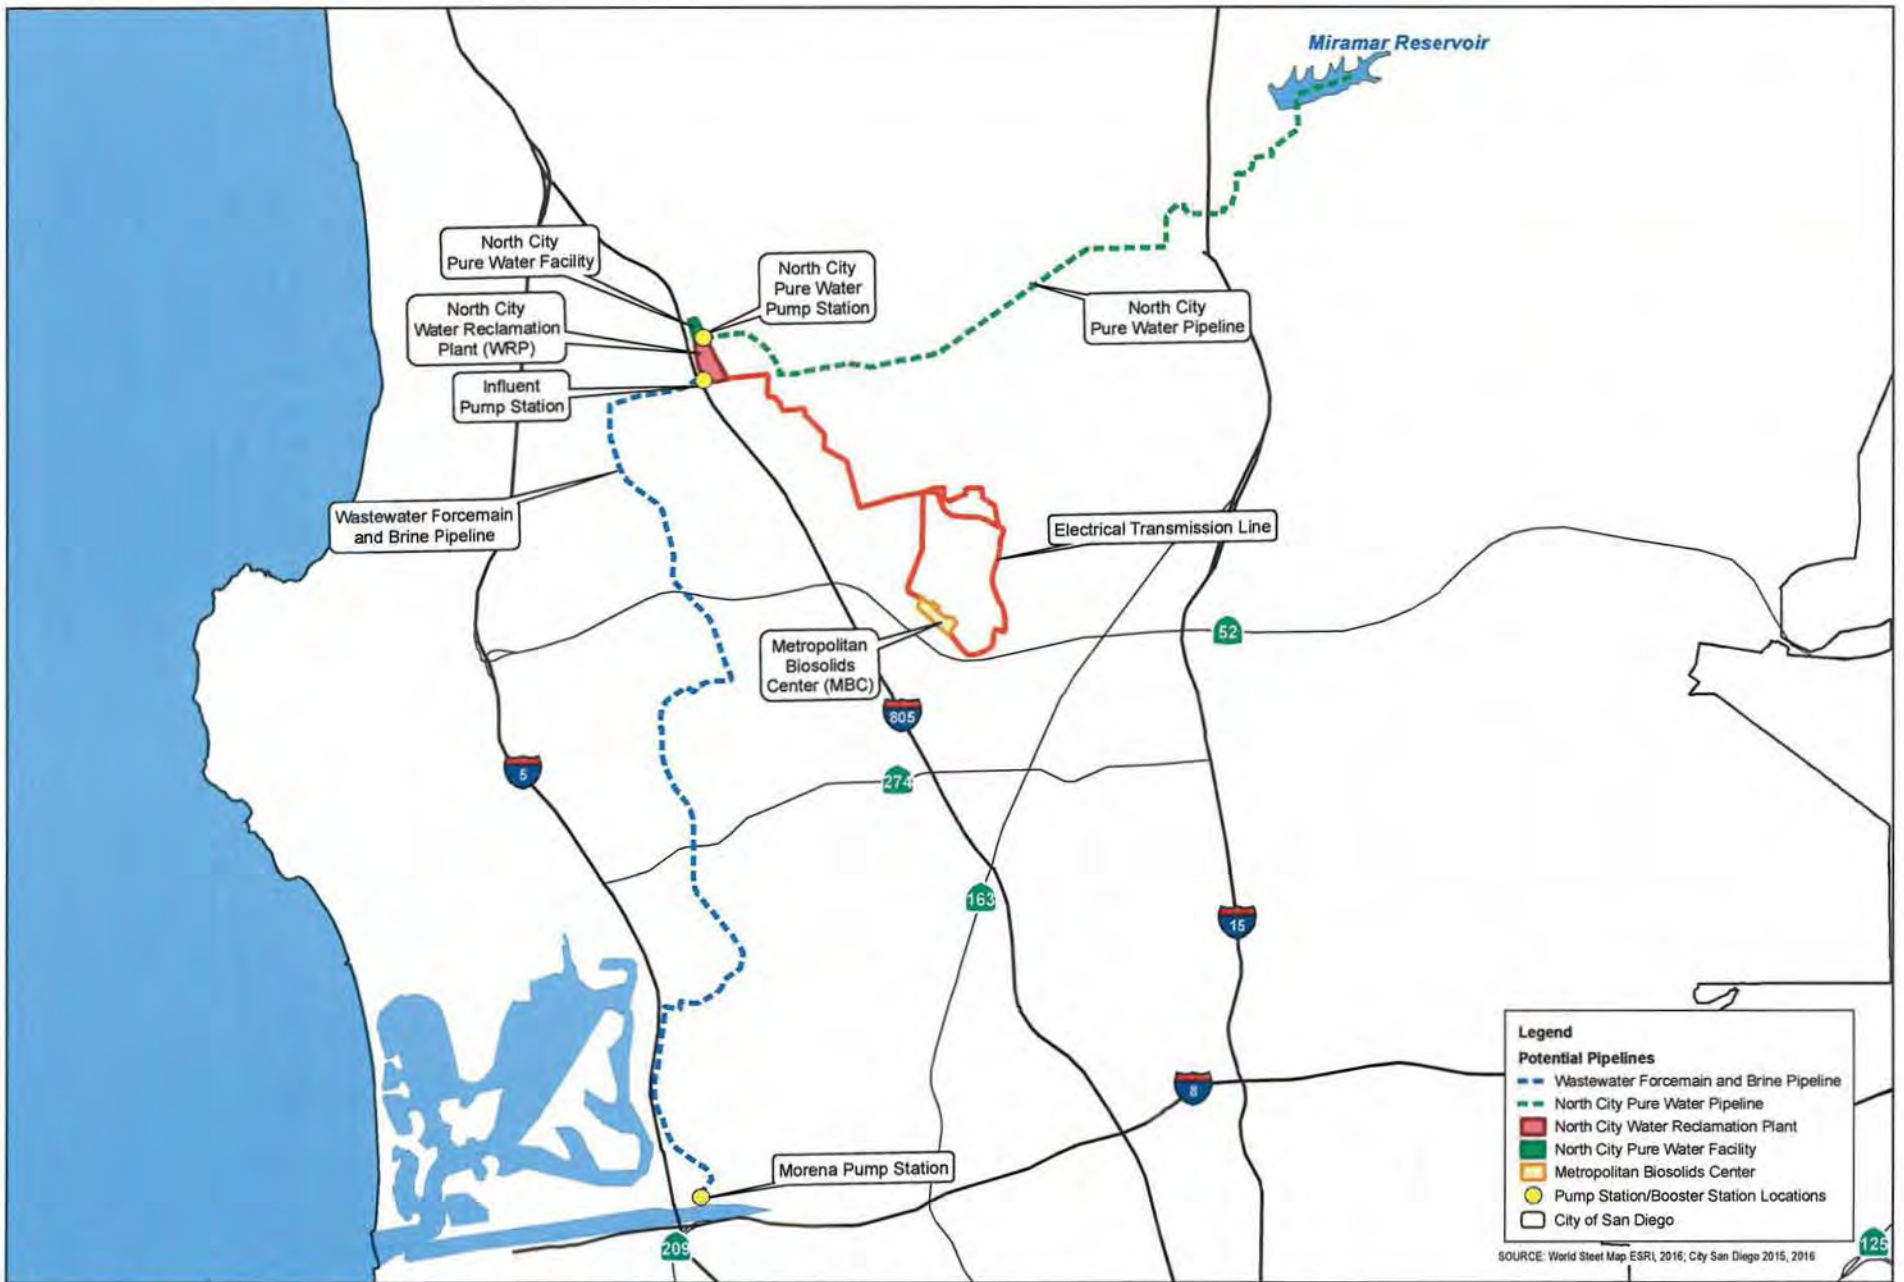 Miramar Reservoir
North City
Pure Water Facility
North City
Pure Water
Pump Station
North City
Water Reclamation
Plant (WRP)
North City
Pure Water Pipeline
Influent
Pump Station
Wastewater Forcemain
and Brine Pipeline
Electrical Transmission Line
52
Metropolitan
Biosolids
Center (MBC)
805
5
274
163
15
8
Morena Pump Station
209
125
Legend
Potential Pipelines
Wastewater Forcemain and Brine Pipeline
North City Pure Water Pipeline
North City Water Reclamation Plant
North City Pure Water Facility
Metropolitan Biosolids Center
Pump Station/Booster Station Locations
City of San Diego
SOURCE: World Steet Map ESRI, 2016; City San Diego 2015, 2016